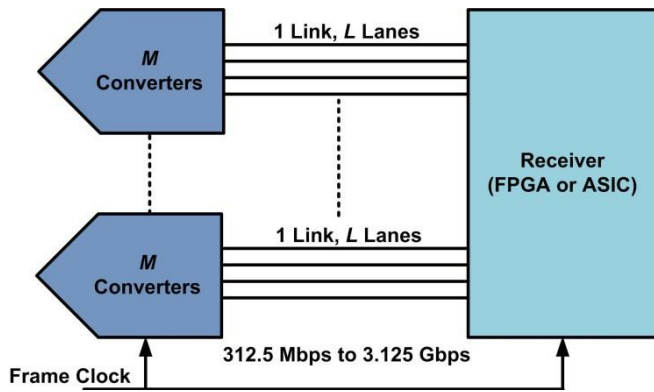 1 Link, L Lanes
M
Converters
Receiver
(FPGA or ASIC)
1 Link, L Lanes
M
Converters
312.5 Mbps to 3.125 Gbps
Frame Clock